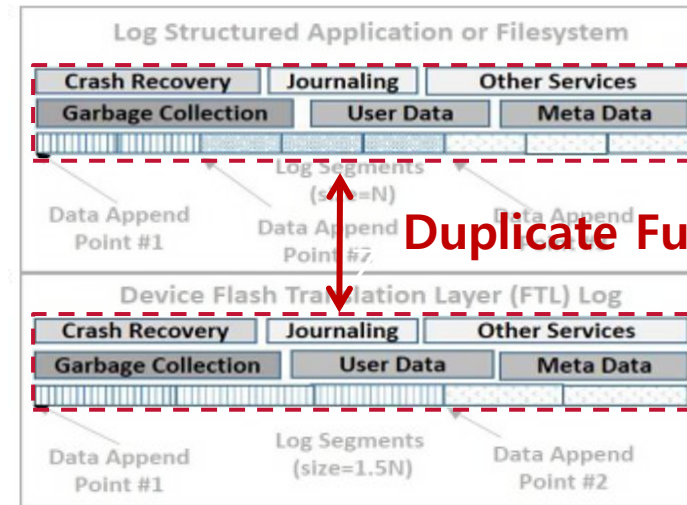 Log Structured Application or Filesystem
Crash Recovery Journaling Other Services
Garbage Collection User Data Meta Data
Log Segments
(size=N)
Data Append
Point #1
Data Append
Point #2
Data Append
Duplicate Fu
Device Flash Translation Layer (FTL) Log
Crash Recovery Journaling Other Services
Garbage Collection User Data Meta Data
Data Append
Point #1
Log Segments
(size=1.5N)
Data Append
Point #2